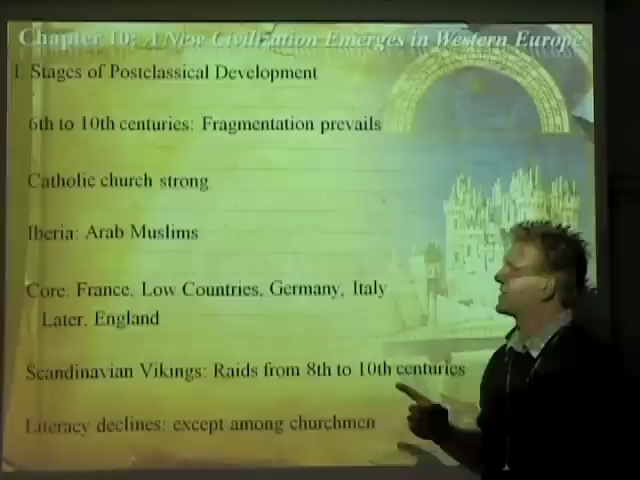 Chapter 10: A New Civilization Emerges in Western Europe
I. Stages of Postclassical Development
6th to 10th centuries: Fragmentation prevails
Catholic church strong
Iberia: Arab Muslims
Core: France, Low Countries, Germany, Italy
Later, England
Scandinavian Vikings: Raids from 8th to 10th centuries
Literacy declines: except among churchmen